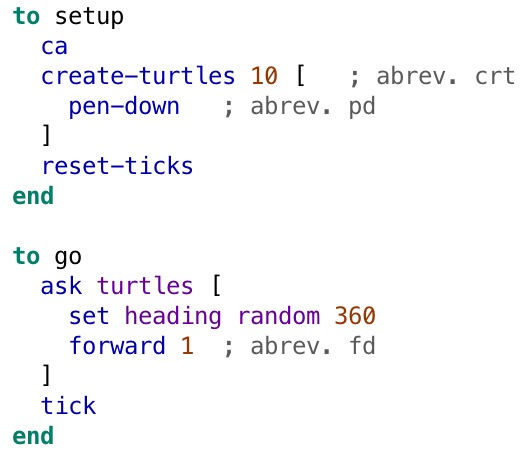 to setup
  ca
  create-turtles 10 [   ; abrev. crt
    pen-down   ; abrev. pd
  ]
  reset-ticks
end

to go
  ask turtles [
    set heading random 360
    forward 1  ; abrev. fd
  ]
  tick
end